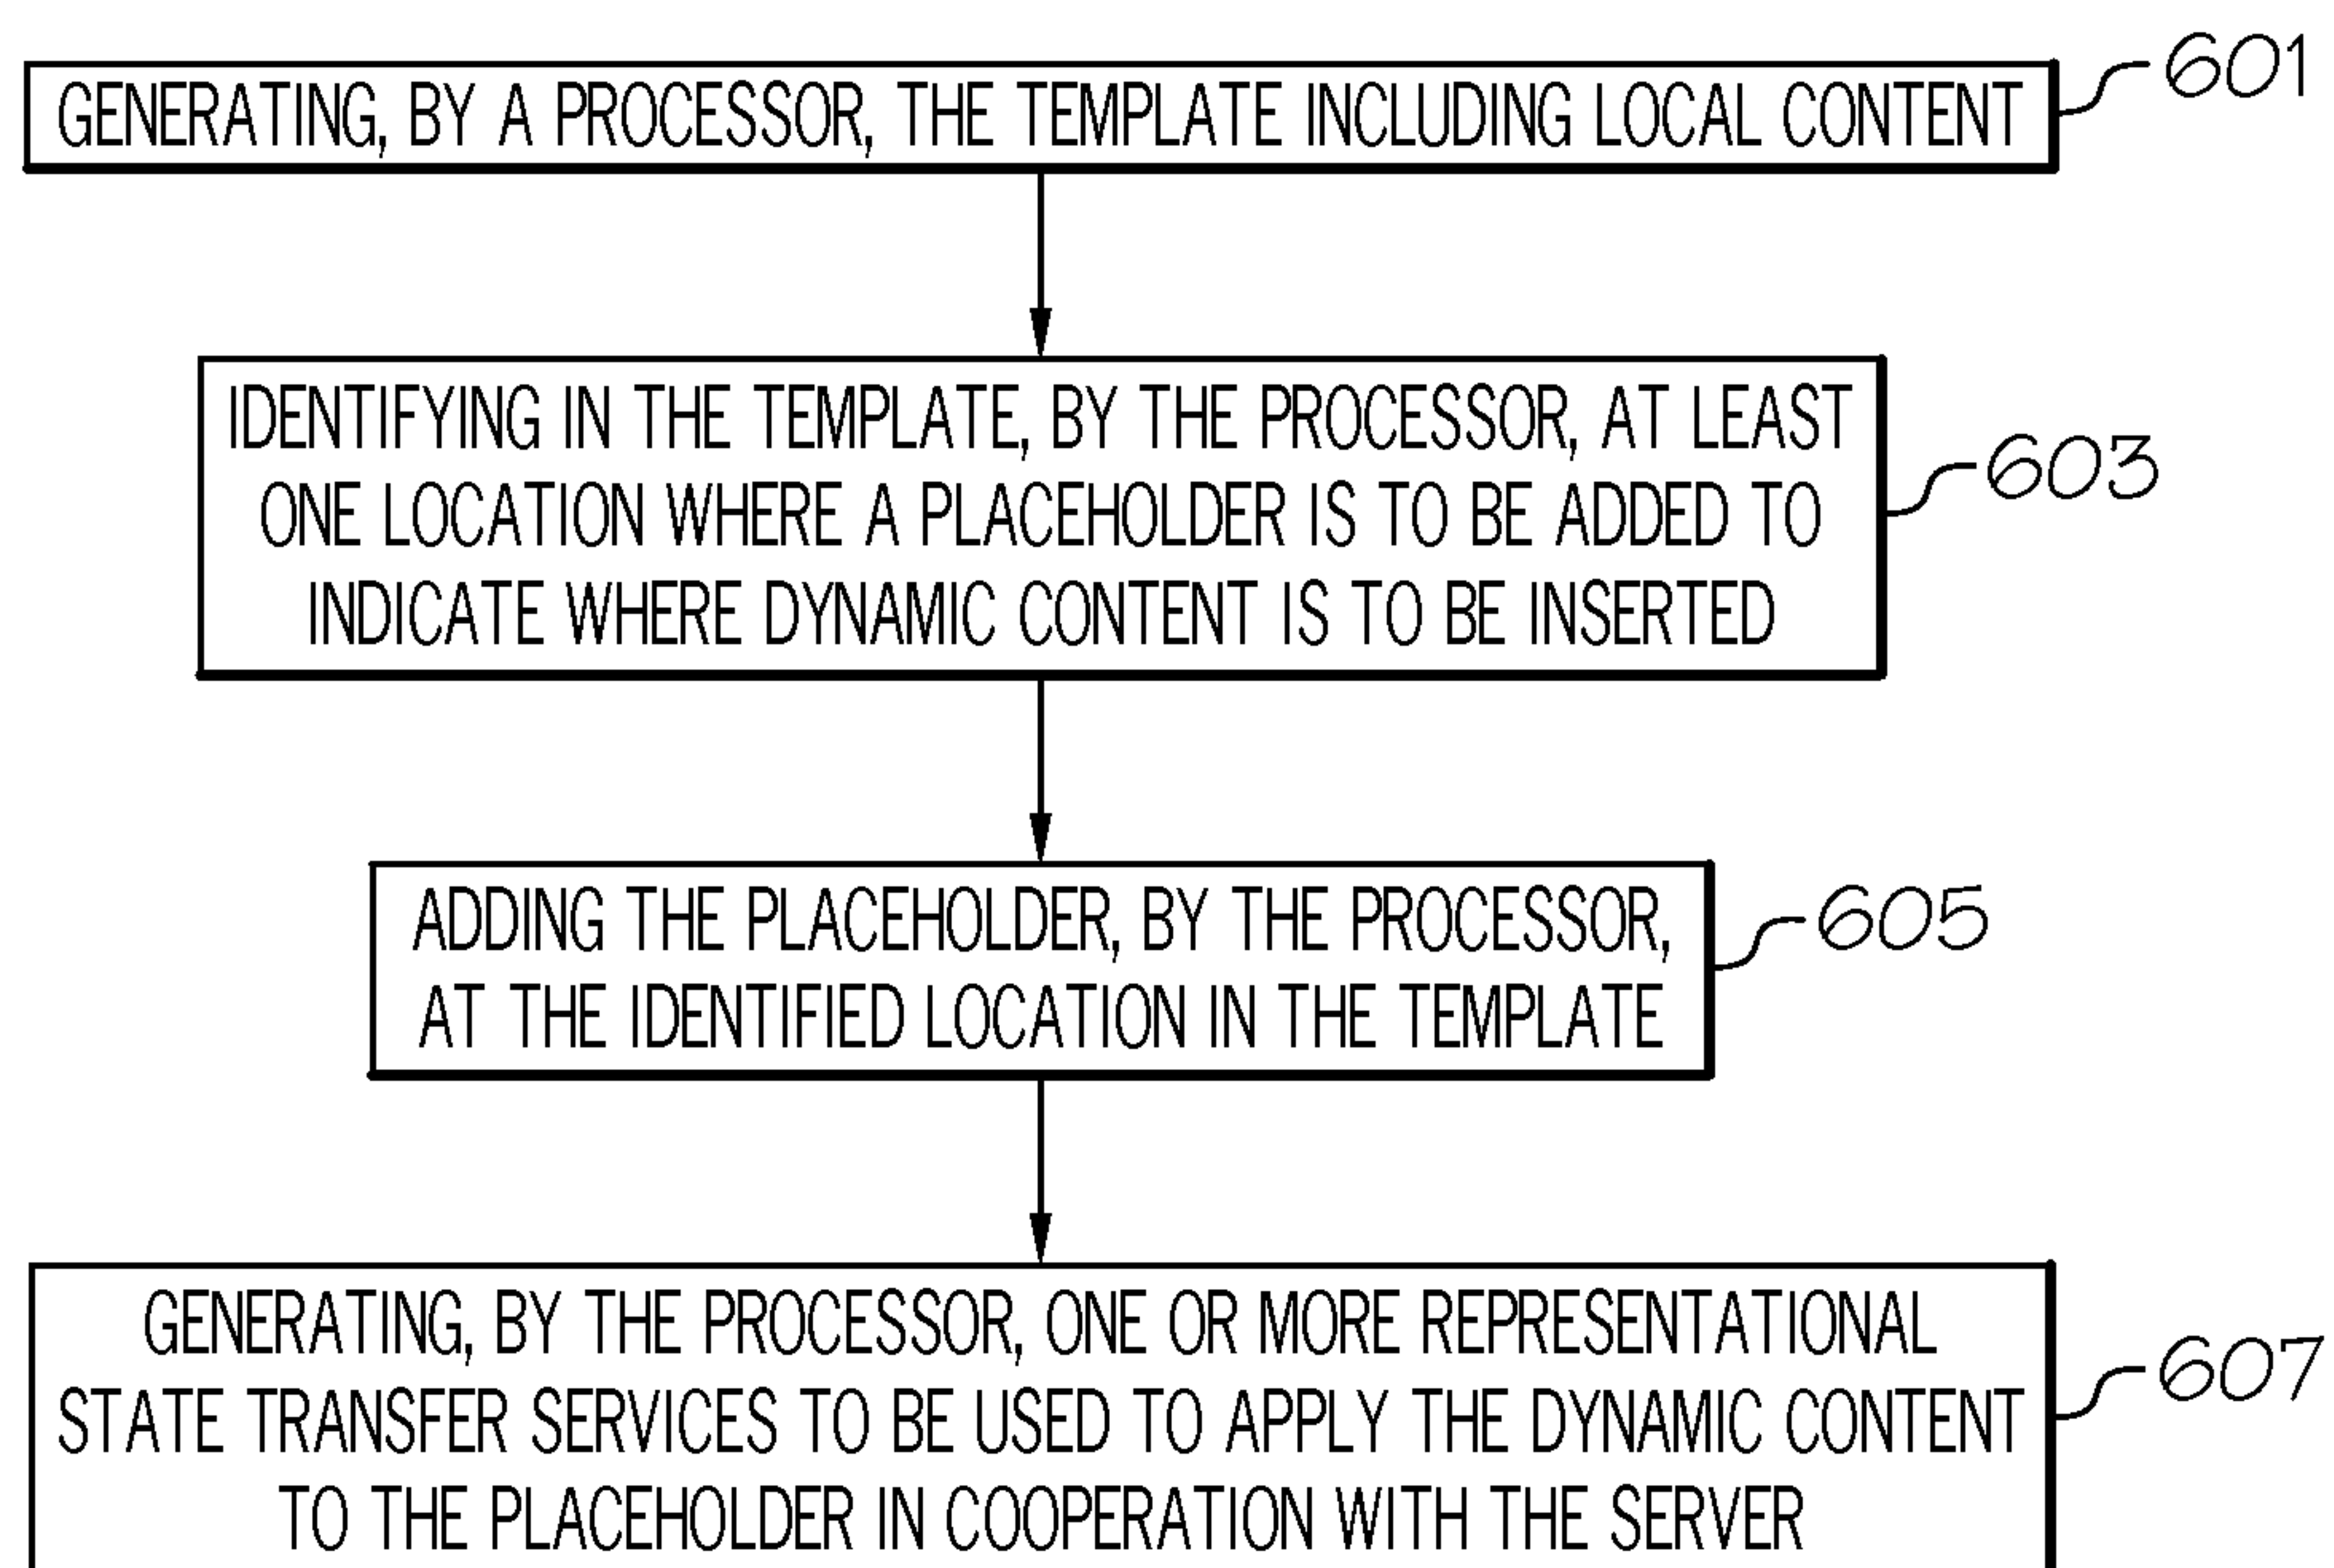 GENERATING, BY A PROCESSOR, THE TEMPLATE INCLUDING LOCAL CONTENT
601
IDENTIFYING IN THE TEMPLATE, BY THE PROCESSOR, AT LEAST
ONE LOCATION WHERE A PLACEHOLDER IS TO BE ADDED TO
INDICATE WHERE DYNAMIC CONTENT IS TO BE INSERTED
603
ADDING THE PLACEHOLDER, BY THE PROCESSOR,
AT THE IDENTIFIED LOCATION IN THE TEMPLATE
605
GENERATING, BY THE PROCESSOR, ONE OR MORE REPRESENTATIONAL
STATE TRANSFER SERVICES TO BE USED TO APPLY THE DYNAMIC CONTENT
TO THE PLACEHOLDER IN COOPERATION WITH THE SERVER
607